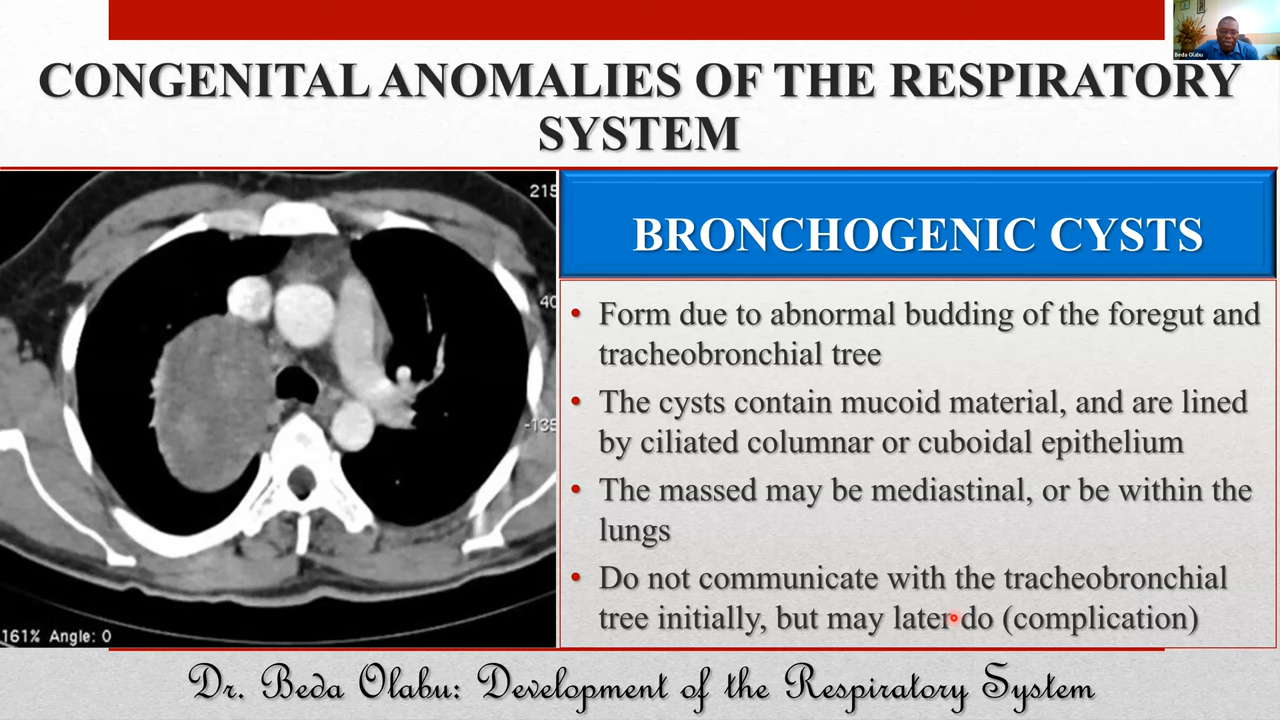 Beda Olabu
CONGENITAL ANOMALIES OF THE RESPIRATORY
SYSTEM
215
40
-135
161% Angle: 0
BRONCHOGENIC CYSTS
• Form due to abnormal budding of the foregut and
tracheobronchial tree
• The cysts contain mucoid material, and are lined
by ciliated columnar or cuboidal epithelium
• The massed may be mediastinal, or be within the
lungs
• Do not communicate with the tracheobronchial
tree initially, but may later do (complication)
Dr. Beda Olabu: Development of the Respiratory System